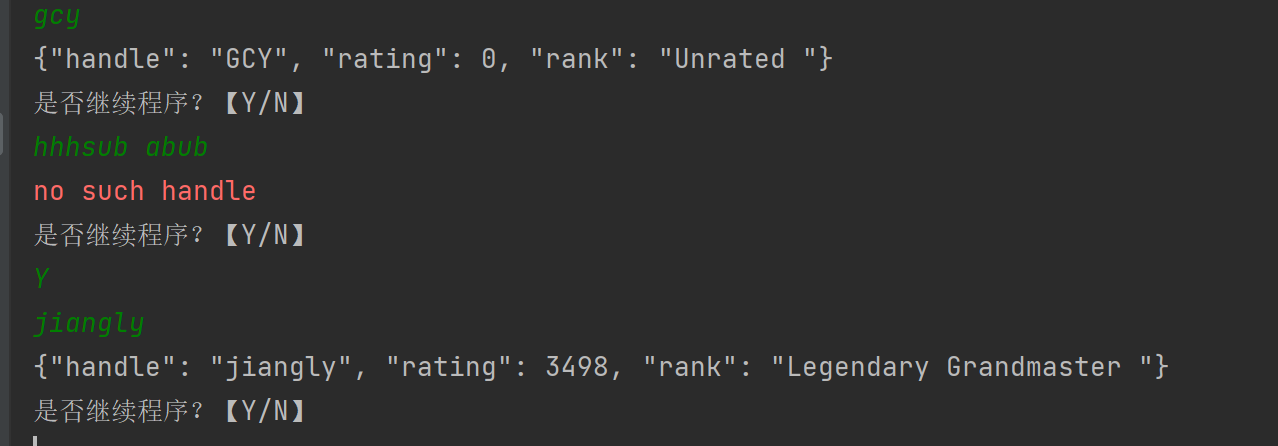 gcy
{"handle": "GCY", "rating": 0, "rank": "Unrated "}
是否继续程序？【Y/N】
hhhsub abub
no such handle
是否继续程序？【Y/N】
Y
jiangly
{"handle": "jiangly", "rating": 3498, "rank": "Legendary Grandmaster "}
是否继续程序？【Y/N】